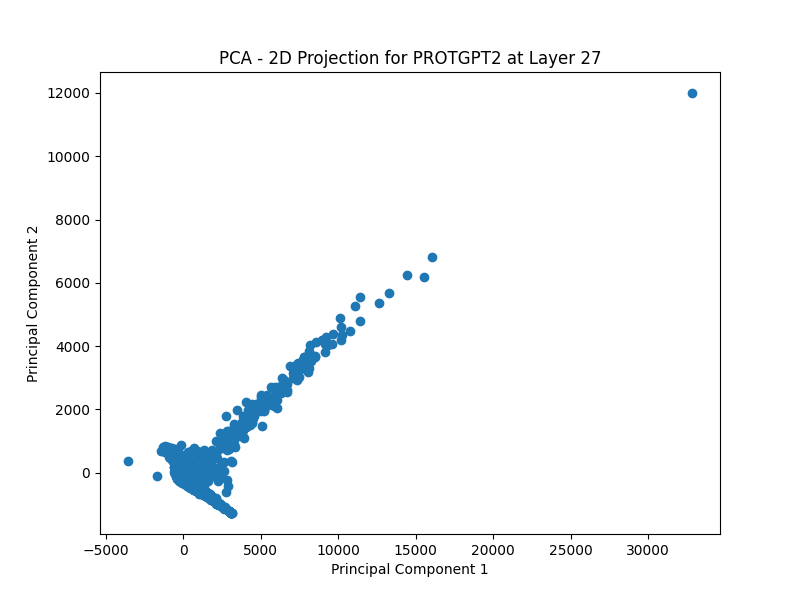 PCA - 2D Projection for PROTGPT2 at Layer 27
12000
10000
8000
6000
4000
2000
0
Principal Component 2
−5000 0 5000 10000 15000 20000 25000 30000
Principal Component 1